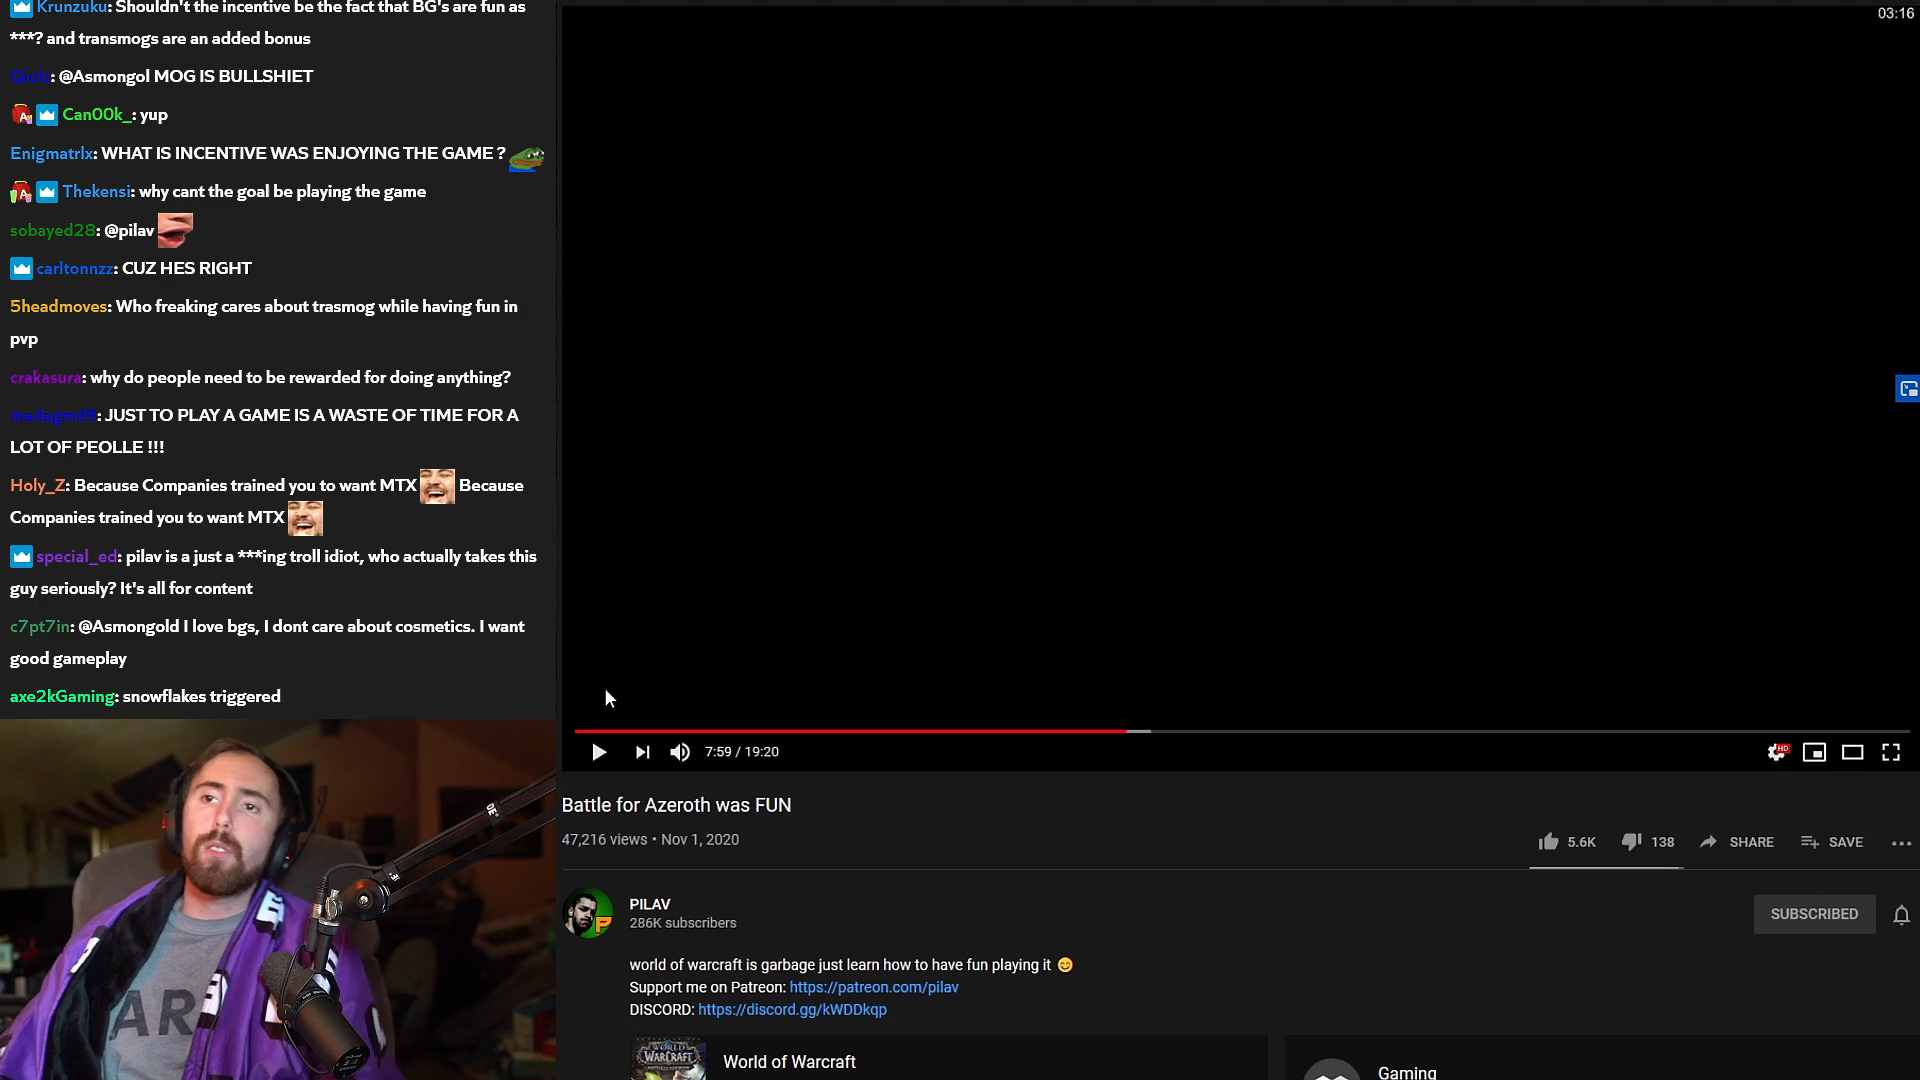 Krunzuku: Shouldn't the incentive be the fact that BG's are fun as
***? and transmogs are an added bonus
Qiolz: @Asmongol MOG IS BULLSHIET
Can00k_: yup
Enigmatrlx: WHAT IS INCENTIVE WAS ENJOYING THE GAME ?
Thekensi: why cant the goal be playing the game
sobayed28: @pilav
carltonnzz: CUZ HES RIGHT
5headmoves: Who freaking cares about trasmog while having fun in
pvp
crakasura: why do people need to be rewarded for doing anything?
madagmd9: JUST TO PLAY A GAME IS A WASTE OF TIME FOR A
LOT OF PEOLLE !!!
Holy_Z: Because Companies trained you to want MTX Because
Companies trained you to want MTX
special_ed: pilav is a just a ***ing troll idiot, who actually takes this
guy seriously? It's all for content
c7pt7in: @Asmongold I love bgs, I dont care about cosmetics. I want
good gameplay
axe2kGaming: snowflakes triggered
03:16
7:59 / 19:20
HD
Battle for Azeroth was FUN
47,216 views • Nov 1, 2020
5.6K 138 SHARE SAVE
PILAV
286K subscribers
SUBSCRIBED
world of warcraft is garbage just learn how to have fun playing it 😊
Support me on Patreon: https://patreon.com/pilav
DISCORD: https://discord.gg/kWDDkqp
WORLD
WARCRAFT
World of Warcraft
Gaming
AR